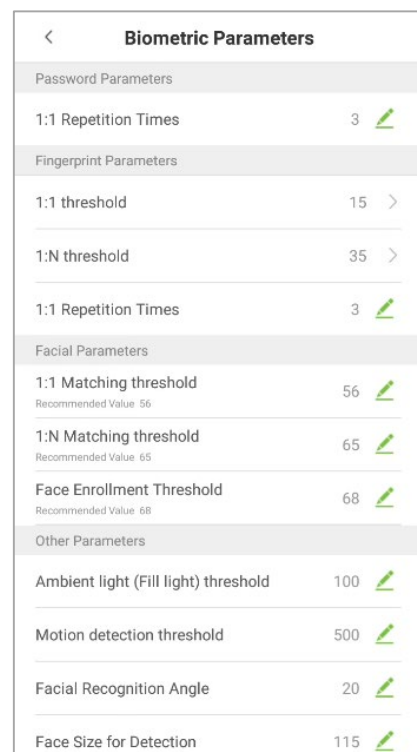 Biometric Parameters
Password Parameters
1:1 Repetition Times 3
Fingerprint Parameters
1:1 threshold 15
1:N threshold 35
1:1 Repetition Times 3
Facial Parameters
1:1 Matching threshold 56
Recommended Value 56
1:N Matching threshold 65
Recommended Value 65
Face Enrollment Threshold 68
Recommended Value 68
Other Parameters
Ambient light (Fill light) threshold 100
Motion detection threshold 500
Facial Recognition Angle 20
Face Size for Detection 115